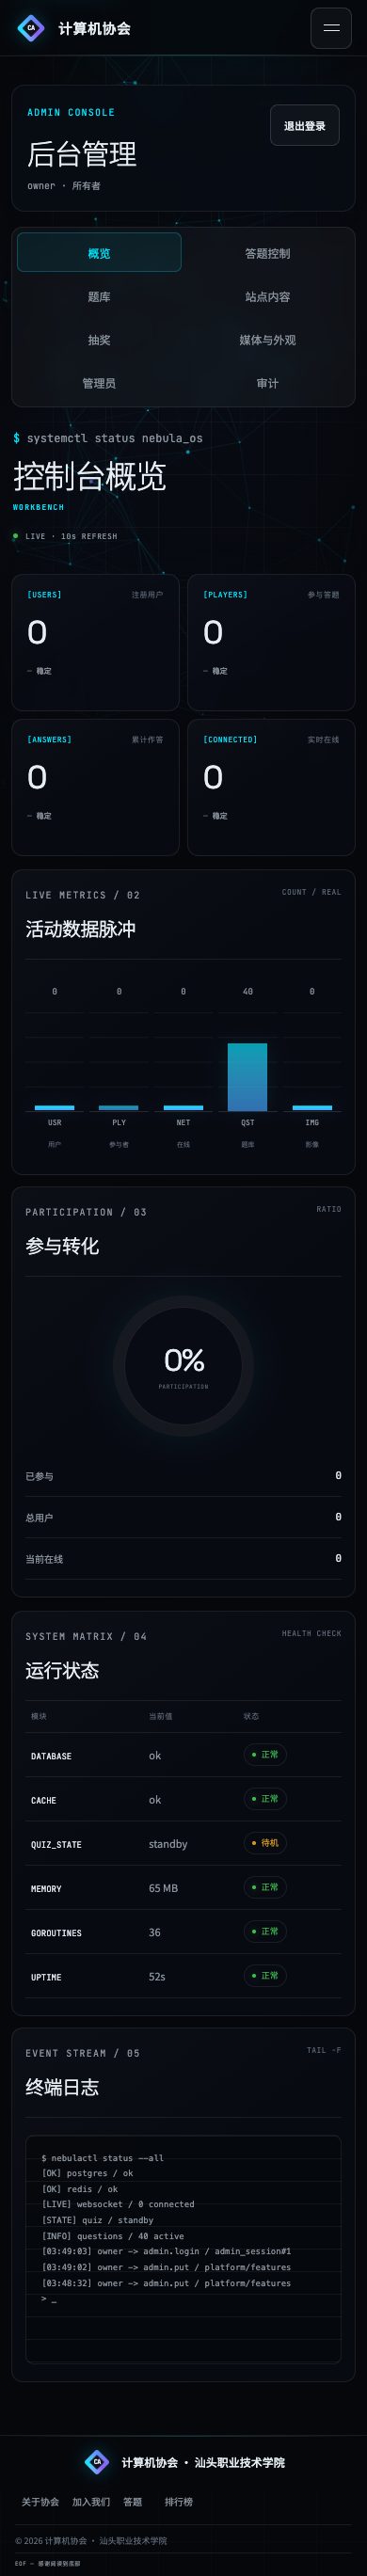 CA 计算机协会
ADMIN CONSOLE
后台管理
owner · 所有者
退出登录
概览 答题控制
题库 站点内容
抽奖 媒体与外观
管理员 审计
$ systemctl status nebula_os
控制台概览
WORKBENCH
LIVE · 10s REFRESH
[USERS] 注册用户
0
— 稳定
[PLAYERS] 参与答题
0
— 稳定
[ANSWERS] 累计作答
0
— 稳定
[CONNECTED] 实时在线
0
— 稳定
LIVE METRICS / 02 COUNT / REAL
活动数据脉冲
0 0 0 40 0
USR PLY NET QST IMG
用户 参与者 在线 题库 影像
PARTICIPATION / 03 RATIO
参与转化
0%
PARTICIPATION
已参与 0
总用户 0
当前在线 0
SYSTEM MATRIX / 04 HEALTH CHECK
运行状态
模块 当前值 状态
DATABASE ok 正常
CACHE ok 正常
QUIZ_STATE standby 待机
MEMORY 65 MB 正常
GOROUTINES 36 正常
UPTIME 52s 正常
EVENT STREAM / 05 TAIL -F
终端日志
$ nebulactl status --all
[OK] postgres / ok
[OK] redis / ok
[LIVE] websocket / 0 connected
[STATE] quiz / standby
[INFO] questions / 40 active
[03:49:03] owner -> admin.login / admin_session#1
[03:49:02] owner -> admin.put / platform/features
[03:48:32] owner -> admin.put / platform/features
> _
CA 计算机协会 · 汕头职业技术学院
关于协会 加入我们 答题 排行榜
© 2026 计算机协会 · 汕头职业技术学院
EOF — 感谢阅读到底部